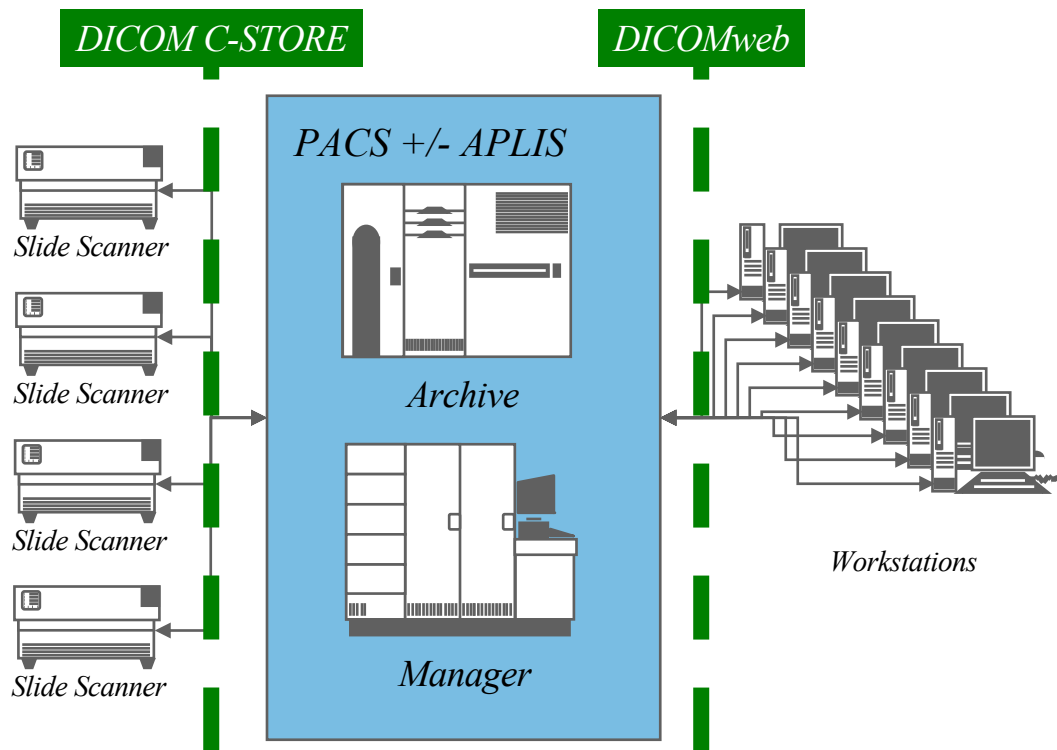 DICOM C-STORE
DICOMweb
PACS +/- APLIS
Slide Scanner
Slide Scanner
Slide Scanner
Slide Scanner
Archive
Manager
Workstations